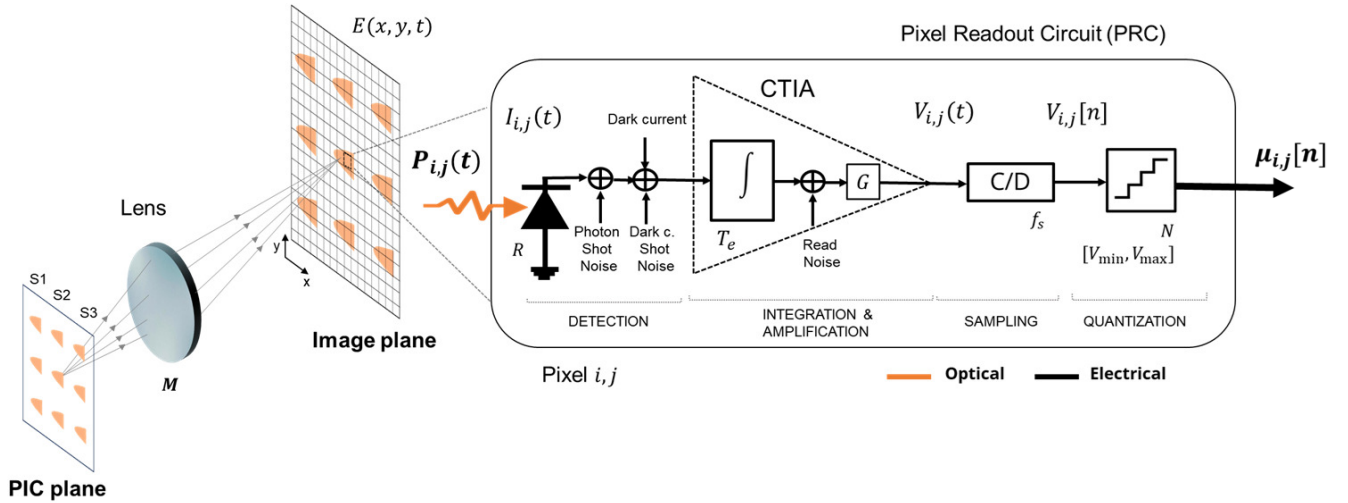 E(x, y, t)
Pixel Readout Circuit (PRC)
CTIA
I_{i,j}(t)
Dark current
V_{i,j}(t)
V_{i,j}[n]
P_{i,j}(t)
μ_{i,j}[n]
∫
G
C/D
Lens
R
Photon
Shot
Noise
Dark c.
Shot
Noise
T_e
Read
Noise
f_s
N
[V_min, V_max]
y
x
S1
S2
S3
DETECTION
INTEGRATION &
AMPLIFICATION
SAMPLING
QUANTIZATION
Image plane
M
Pixel i, j
Optical
Electrical
PIC plane